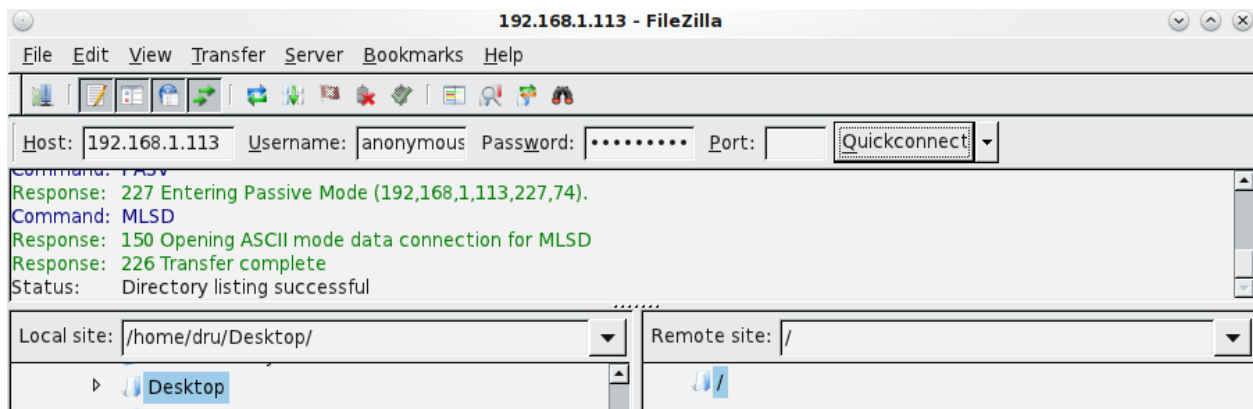 192.168.1.113 - FileZilla
File Edit View Transfer Server Bookmarks Help
Host: 192.168.1.113 Username: anonymous Password: ••••••••• Port: Quickconnect
Command: PASV
Response: 227 Entering Passive Mode (192,168,1,113,227,74).
Command: MLSD
Response: 150 Opening ASCII mode data connection for MLSD
Response: 226 Transfer complete
Status: Directory listing successful
Local site: /home/dru/Desktop/ Remote site: /
Desktop /